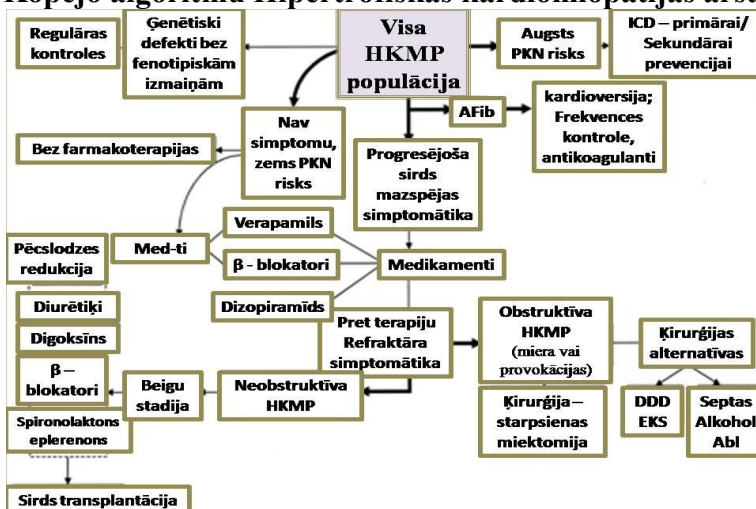 Visa
HKMP
populācija
Regulāras
kontroles
Ģenētiski
defekti bez
fenotipiskām
izmaiņām
Augsts
PKN risks
ICD – primārai/
Sekundārai
prevencijai
AFib
kardioversija;
Frekvences
kontrole,
antikoagulanti
Nav
simptomu,
zems PKN
risks
Bez farmakoterapijas
Progresējoša
sirds
mazspējas
simptomātika
Med-ti
Verapamils
β - blokatori
Dizopiramīds
Medikamenti
Pēcslodzes
redukcija
Diurētiķi
Digoksīns
β –
blokatori
Spironolaktons
eplerenons
Sirds transplantācija
Beigu
stadija
Neobstruktīva
HKMP
Pret terapiju
Refraktāra
simptomātika
Obstruktīva
HKMP
(miera vai
provokācijas)
Ķirurģija –
starpsienas
miektomija
Ķirurģijas
alternatīvas
DDD
EKS
Septas
Alkohol
Abl